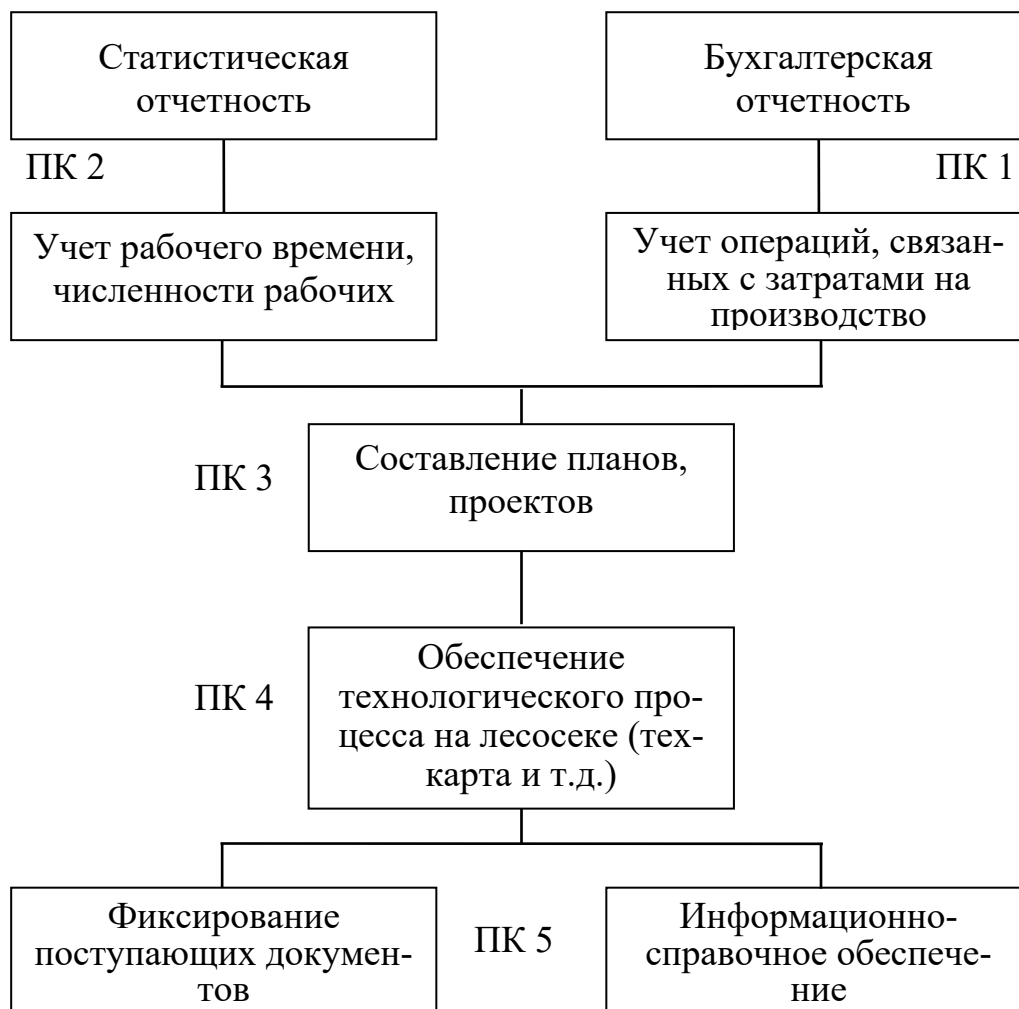 Статистическая
отчетность
Бухгалтерская
отчетность
ПК 2
ПК 1
Учет рабочего времени,
численности рабочих
Учет операций, связан-
ных с затратами на
производство
ПК 3
Составление планов,
проектов
ПК 4
Обеспечение
технологического про-
цесса на лесосеке (тех-
карта и т.д.)
Фиксирование
поступающих докумен-
тов
ПК 5
Информационно-
справочное обеспече-
ние